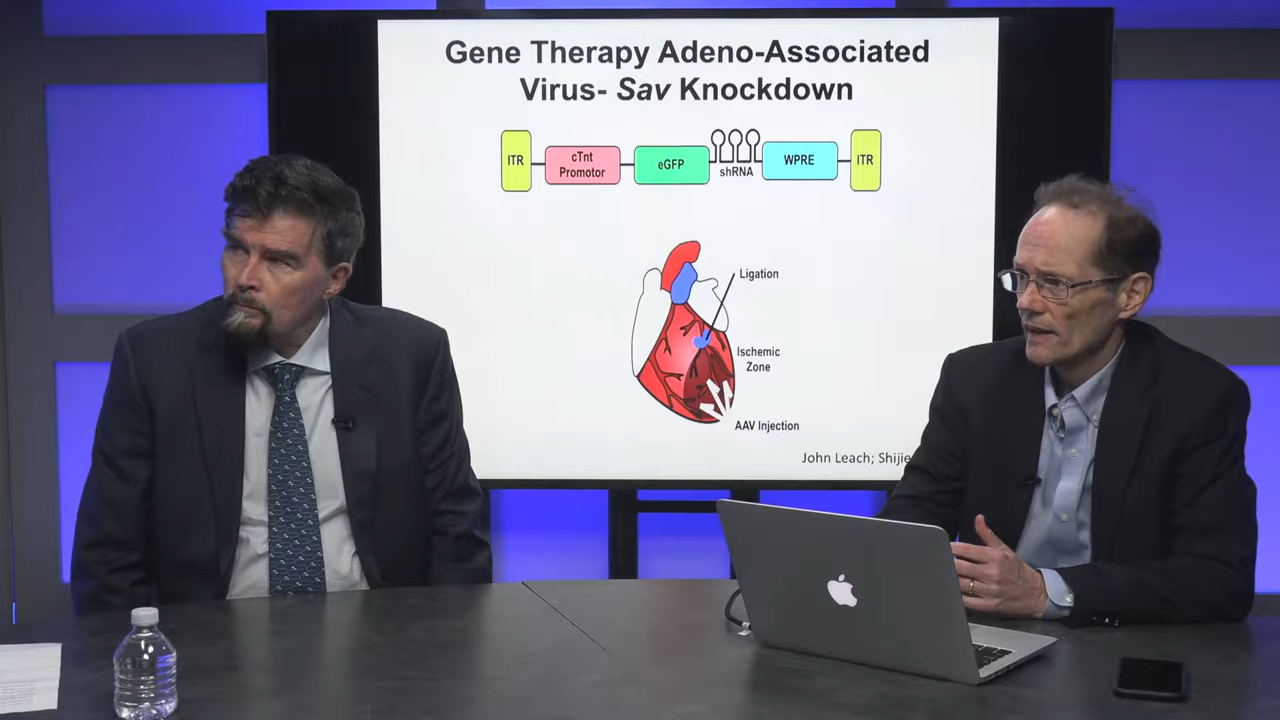 Gene Therapy Adeno-Associated
Virus- Sav Knockdown
ITR
cTnt
Promotor
eGFP
shRNA
WPRE
ITR
Ligation
Ischemic
Zone
AAV Injection
John Leach; Shijie